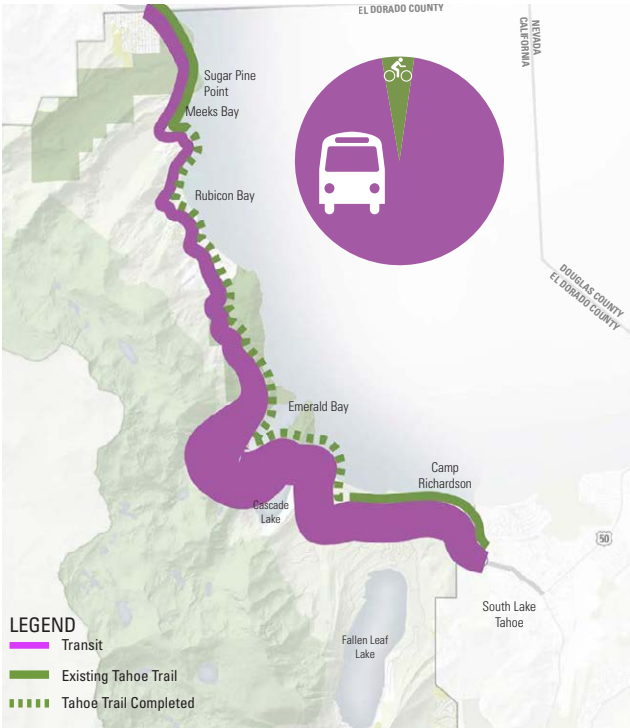 EL DORADO COUNTY
NEVADA
CALIFORNIA
Sugar Pine
Point
Meeks Bay
Rubicon Bay
DOUGLAS COUNTY
EL DORADO COUNTY
Emerald Bay
Camp
Richardson
Cascade
Lake
50
South Lake
Tahoe
Fallen Leaf
Lake
LEGEND
Transit
Existing Tahoe Trail
Tahoe Trail Completed